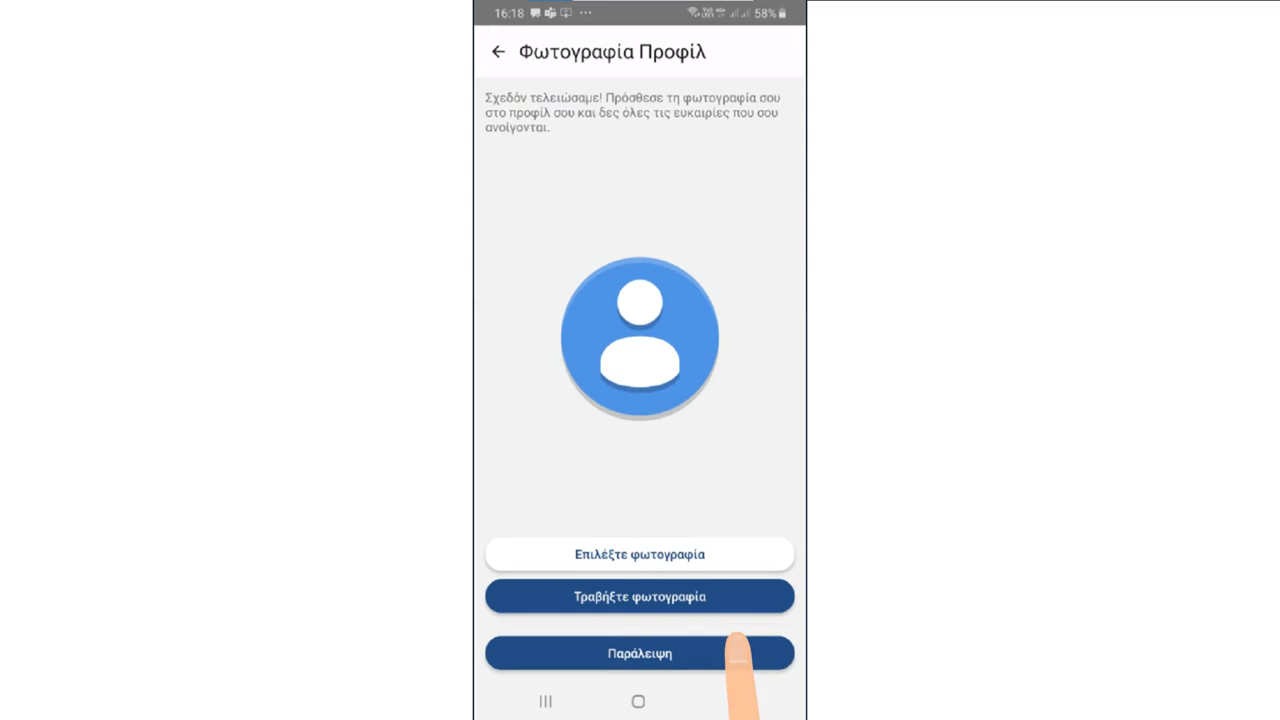 16:18 58%
Φωτογραφία Προφίλ
Σχεδόν τελειώσαμε! Πρόσθεσε τη φωτογραφία σου
στο προφίλ σου και δες όλες τις ευκαιρίες που σου
ανοίγονται.
Επιλέξτε φωτογραφία
Τραβήξτε φωτογραφία
Παράλειψη